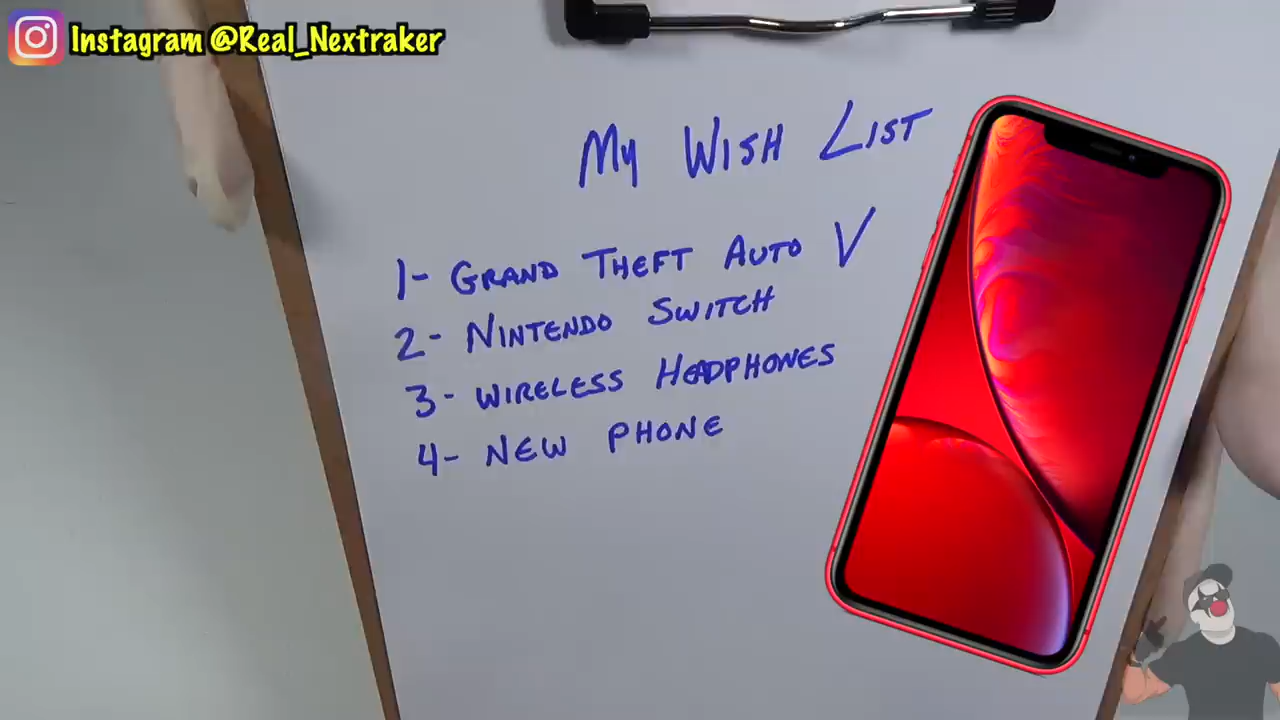 Instagram @Real_Nextraker
My Wish List
1- Grand Theft Auto V
2- Nintendo Switch
3- Wireless Headphones
4- New Phone